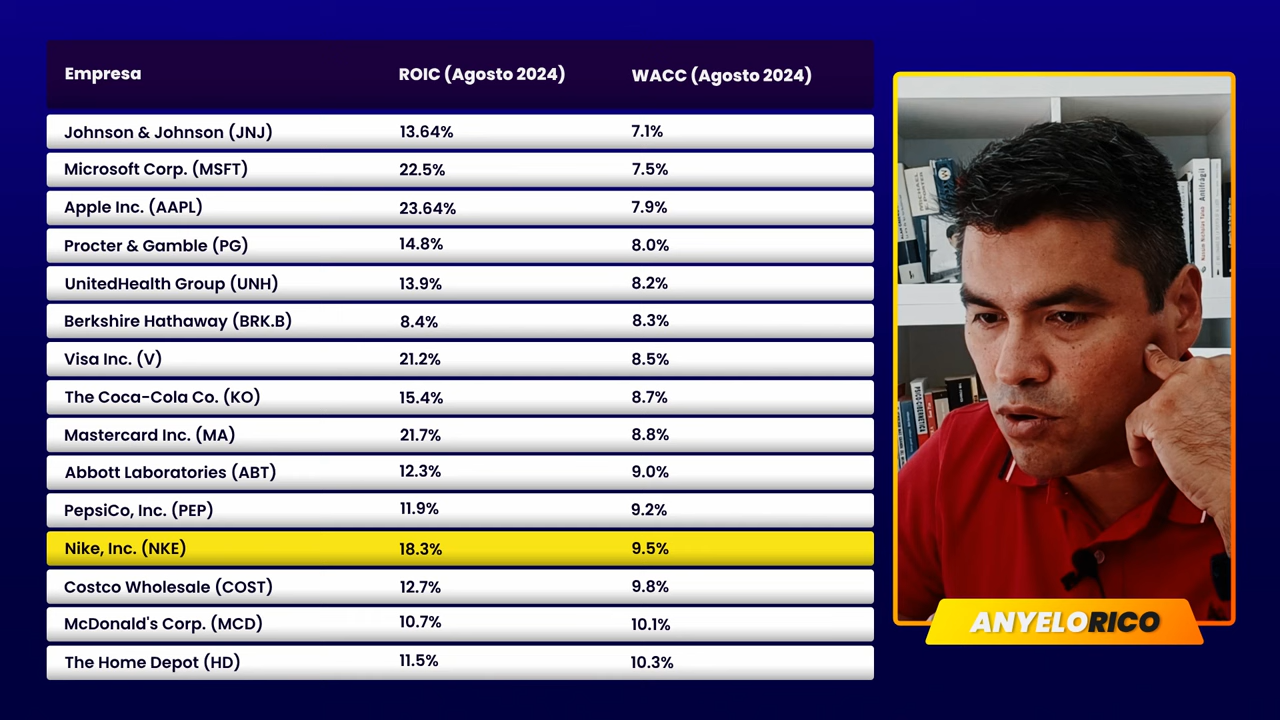 Empresa ROIC (Agosto 2024) WACC (Agosto 2024)
Johnson & Johnson (JNJ) 13.64% 7.1%
Microsoft Corp. (MSFT) 22.5% 7.5%
Apple Inc. (AAPL) 23.64% 7.9%
Procter & Gamble (PG) 14.8% 8.0%
UnitedHealth Group (UNH) 13.9% 8.2%
Berkshire Hathaway (BRK.B) 8.4% 8.3%
Visa Inc. (V) 21.2% 8.5%
The Coca-Cola Co. (KO) 15.4% 8.7%
Mastercard Inc. (MA) 21.7% 8.8%
Abbott Laboratories (ABT) 12.3% 9.0%
PepsiCo, Inc. (PEP) 11.9% 9.2%
Nike, Inc. (NKE) 18.3% 9.5%
Costco Wholesale (COST) 12.7% 9.8%
McDonald's Corp. (MCD) 10.7% 10.1%
The Home Depot (HD) 11.5% 10.3%
Antifrágil
ANYELORICO